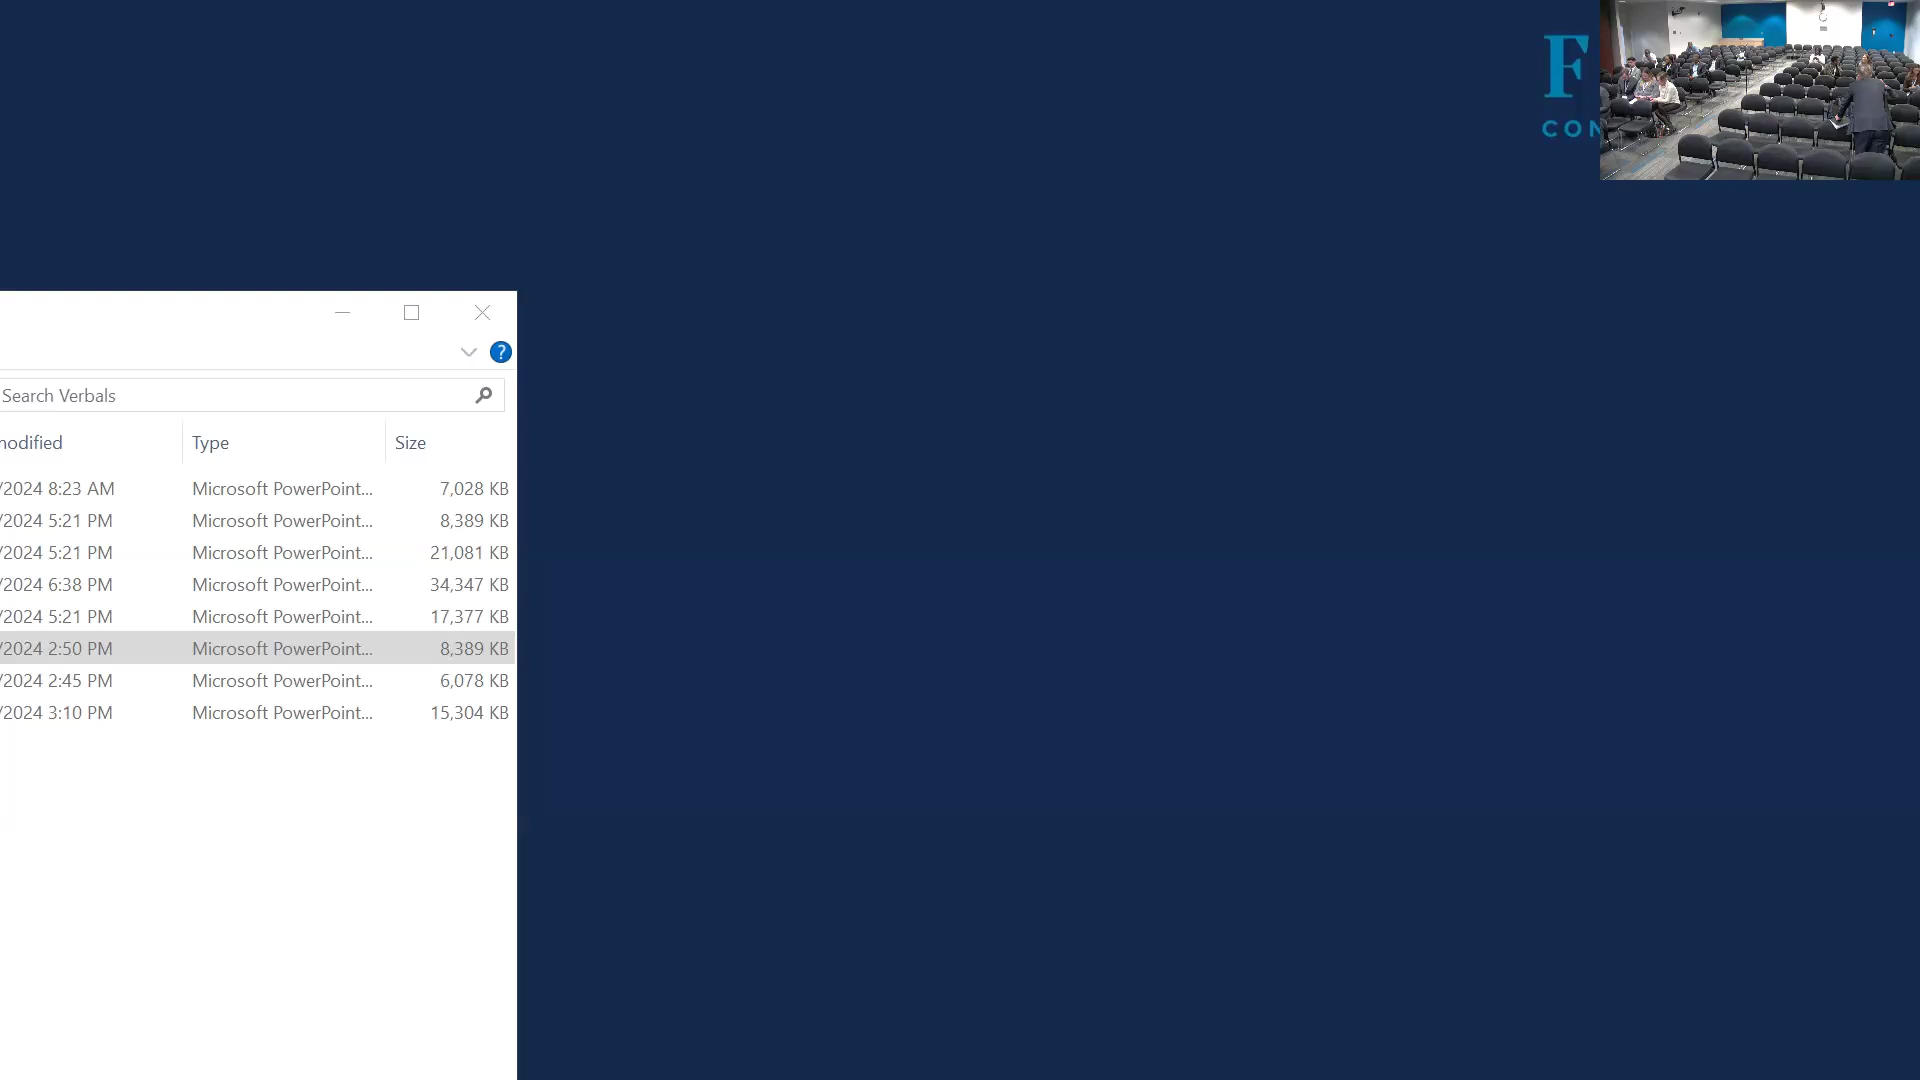 F
CON
?
Search Verbals
modified Type Size
/2024 8:23 AM Microsoft PowerPoint... 7,028 KB
/2024 5:21 PM Microsoft PowerPoint... 8,389 KB
/2024 5:21 PM Microsoft PowerPoint... 21,081 KB
/2024 6:38 PM Microsoft PowerPoint... 34,347 KB
/2024 5:21 PM Microsoft PowerPoint... 17,377 KB
/2024 2:50 PM Microsoft PowerPoint... 8,389 KB
/2024 2:45 PM Microsoft PowerPoint... 6,078 KB
/2024 3:10 PM Microsoft PowerPoint... 15,304 KB